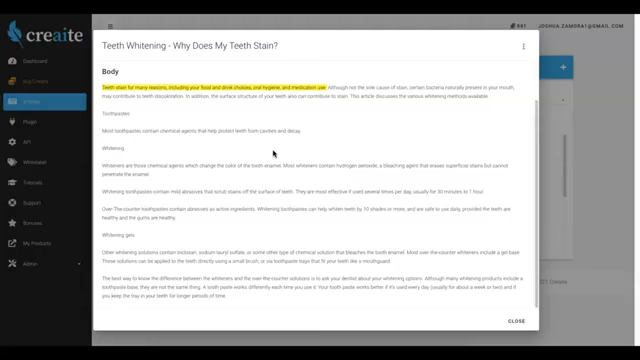 creaite
561
JOSHUA.ZAMORA1@GMAIL.COM
Dashboard
Buy Credits
Articles
Plugin
API
Whitelabel
Tutorials
Support
Bonuses
My Products
Admin
Teeth Whitening - Why Does My Teeth Stain?
Body
Teeth stain for many reasons, including your food and drink choices, oral hygiene, and medication use. Although not the sole cause of stain, certain bacteria naturally present in your mouth,
may contribute to teeth discoloration. In addition, the surface structure of your teeth also can contribute to stain. This article discusses the various whitening methods available.
Toothpastes
Most toothpastes contain chemical agents that help protect teeth from cavities and decay.
Whitening
Whiteners are those chemical agents which change the color of the tooth enamel. Most whiteners contain hydrogen peroxide, a bleaching agent that erases superficial stains but cannot
penetrate the enamel.
Whitening toothpastes contain mild abrasives that scrub stains off the surface of teeth. They are most effective if used several times per day, usually for 30 minutes to 1 hour.
Over-The-counter toothpastes contain abrasives as active ingredients. Whitening toothpastes can help whiten teeth by 10 shades or more, and are safe to use daily, provided the teeth are
healthy and the gums are healthy.
Whitening gels
Other whitening solutions contain triclosan, sodium lauryl sulfate, or some other type of chemical solution that bleaches the tooth enamel. Most over-the-counter whiteners include a gel-base.
These solutions can be applied to the teeth directly using a small brush, or via toothpaste trays that fit your teeth like a mouthguard.
The best way to know the difference between the whiteners and the over-the-counter solutions is to ask your dentist about your whitening options. Although many whitening products include a
toothpaste base, they are not the same thing. A tooth paste works differently each time you use it. Your tooth paste works better if it's used every day (usually for about a week or two) and if
you keep the tray in your teeth for longer periods of time.
CLOSE
021 Create